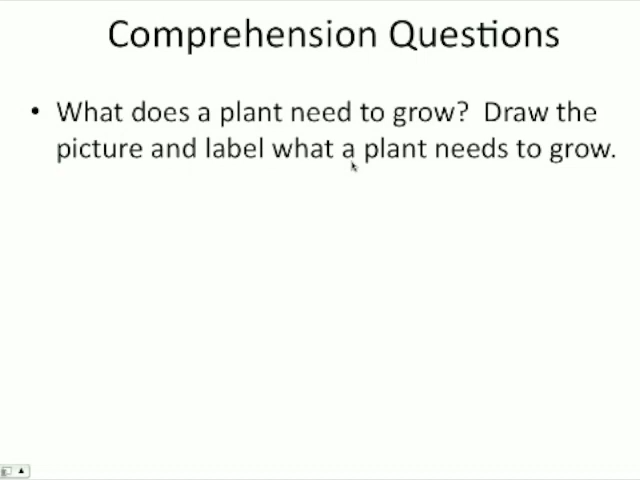 Comprehension Questions
• What does a plant need to grow? Draw the
picture and label what a plant needs to grow.